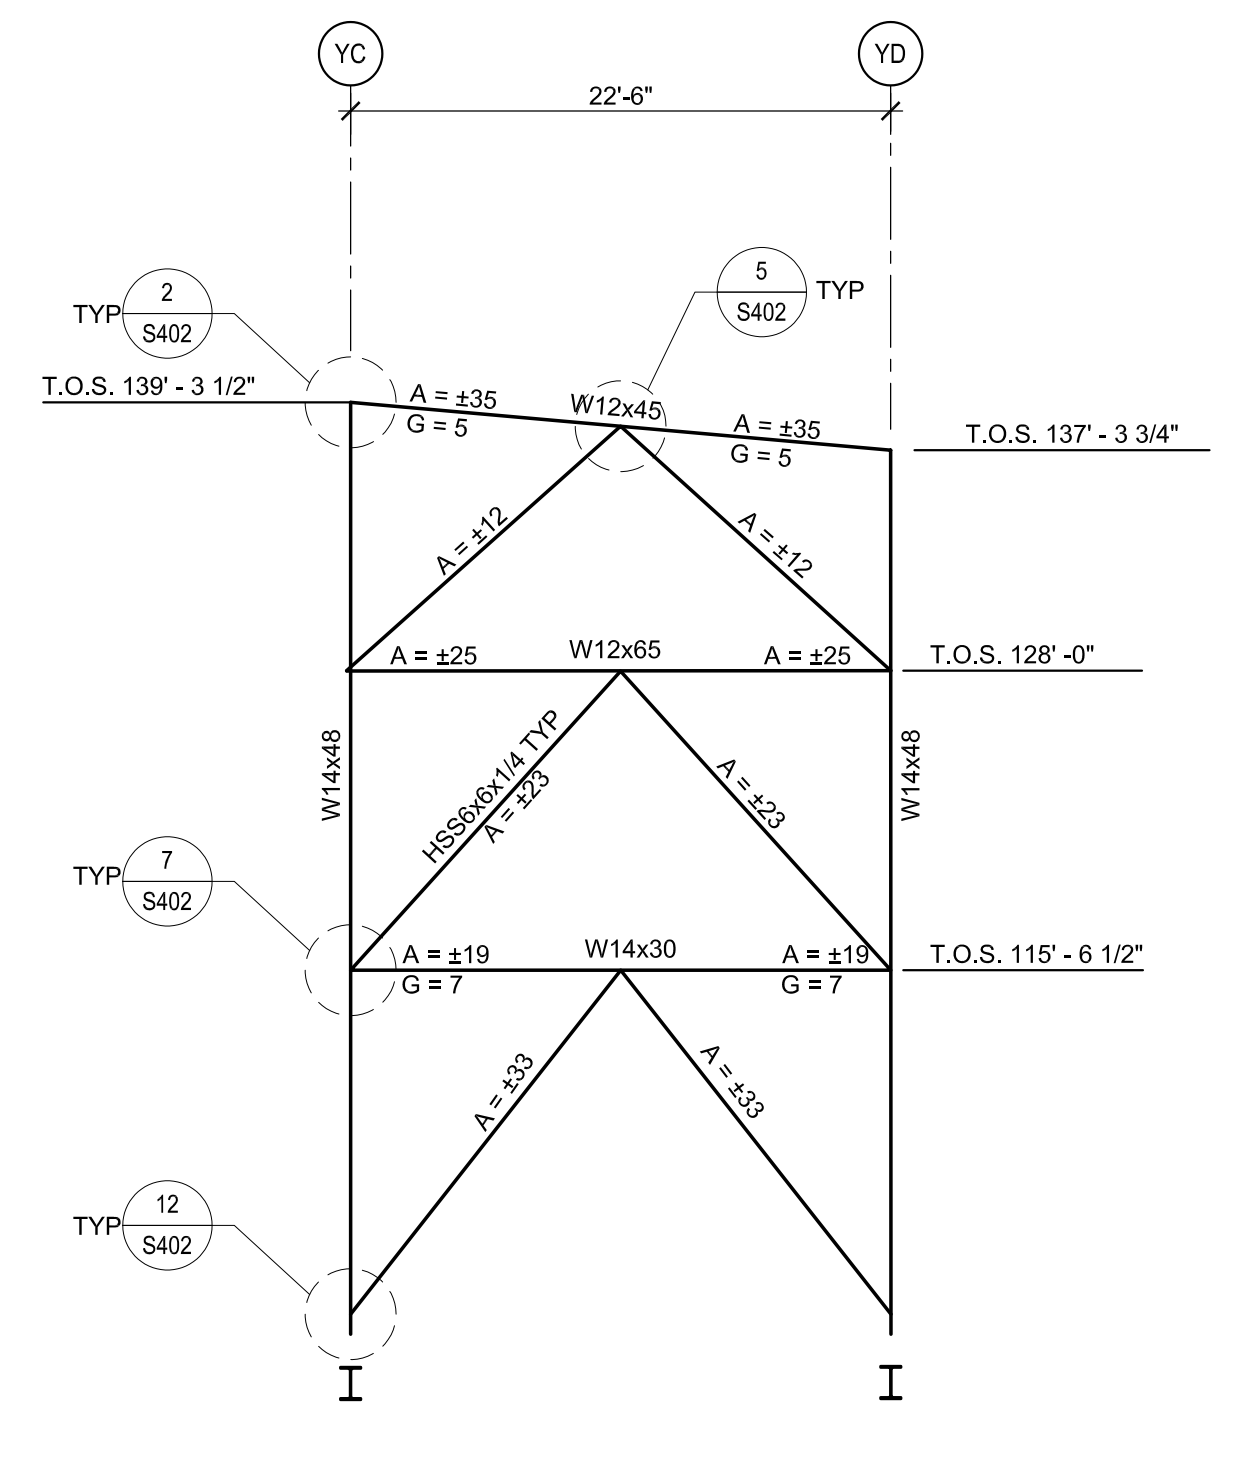 YC
YD
22'-6"
2
S402
TYP
5
S402
TYP
T.O.S. 139' - 3 1/2"
A = ±35
G = 5
W12x45
A = ±35
G = 5
T.O.S. 137' - 3 3/4"
A = ±12
A = ±12
A = ±25
W12x65
A = ±25
T.O.S. 128' -0"
W14x48
HSS6x6x1/4 TYP
A = ±23
A = ±23
W14x48
TYP
7
S402
A = ±19
G = 7
W14x30
A = ±19
G = 7
T.O.S. 115' - 6 1/2"
A = ±33
A = ±33
TYP
12
S402